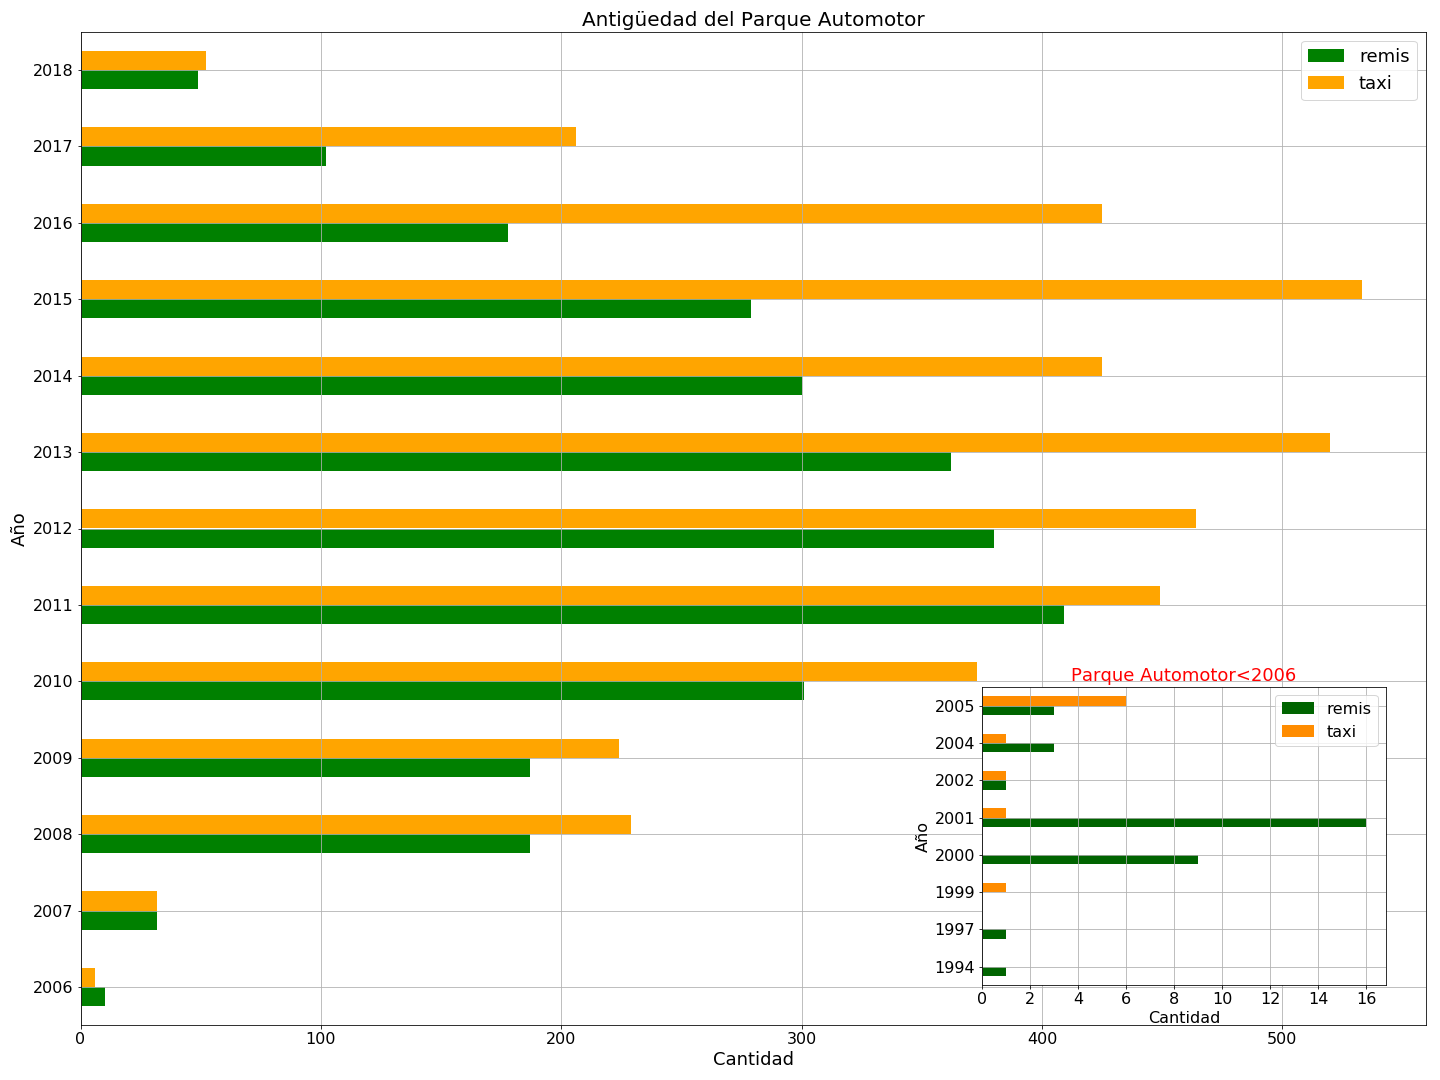 Antigüedad del Parque Automotor
remis
taxi
2018
2017
2016
2015
2014
2013
2012
2011
2010
2009
2008
2007
2006
Año
0 100 200 300 400 500
Cantidad
Parque Automotor<2006
remis
taxi
2005
2004
2002
2001
2000
1999
1997
1994
Año
0 2 4 6 8 10 12 14 16
Cantidad